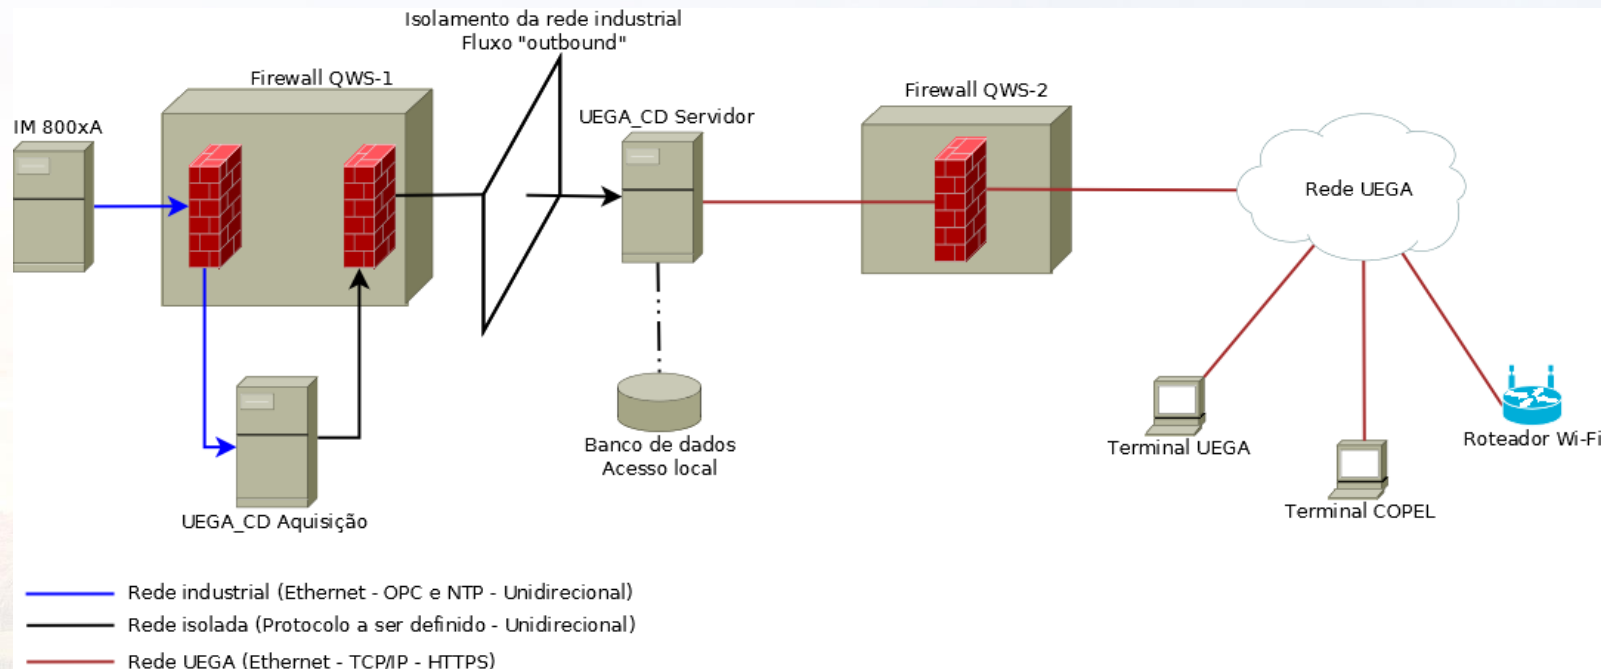 Isolamento da rede industrial
Fluxo "outbound"
Firewall QWS-1
Firewall QWS-2
IM 800xA
UEGA_CD Servidor
Rede UEGA
Banco de dados
Acesso local
Terminal UEGA
Roteador Wi-Fi
Terminal COPEL
UEGA_CD Aquisição
Rede industrial (Ethernet - OPC e NTP - Unidirecional)
Rede isolada (Protocolo a ser definido - Unidirecional)
Rede UEGA (Ethernet - TCP/IP - HTTPS)